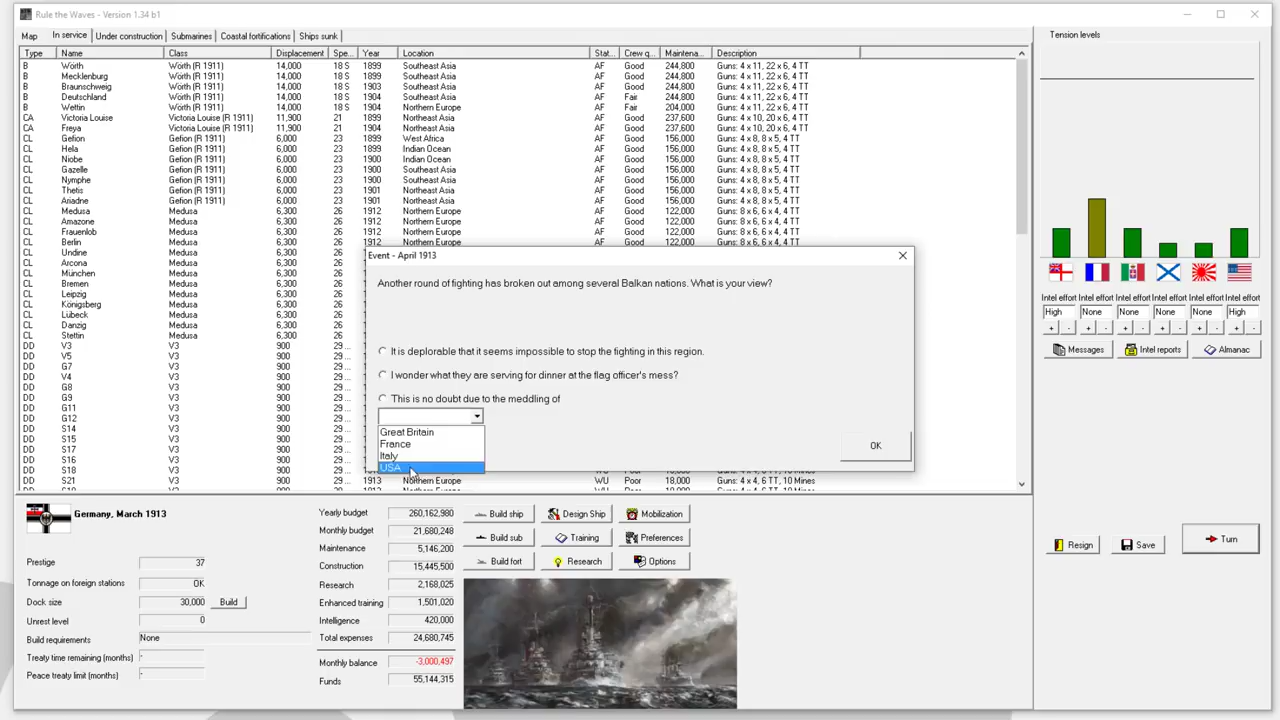 Rule the Waves - Version 1.34 b1
Map In service Under construction Submarines Coastal fortifications Ships sunk
Type Name Class Displacement Spe... Year Location Stat... Crew q... Maintena... Description
B Wörth Wörth (R 1911) 14,000 18 S 1899 Southeast Asia AF Good 244,800 Guns: 4 x 11, 22 x 6, 4 TT
B Mecklenburg Wörth (R 1911) 14,000 18 S 1899 Southeast Asia AF Good 244,800 Guns: 4 x 11, 22 x 6, 4 TT
B Braunschweig Wörth (R 1911) 14,000 18 S 1903 Southeast Asia AF Good 244,800 Guns: 4 x 11, 22 x 6, 4 TT
B Deutschland Wörth (R 1911) 14,000 18 S 1904 Southeast Asia AF Fair 244,800 Guns: 4 x 11, 22 x 6, 4 TT
B Wettin Wörth (R 1911) 14,000 18 S 1904 Northern Europe AF Fair 204,000 Guns: 4 x 11, 22 x 6, 4 TT
CA Victoria Louise Victoria Louise (R 1911) 11,900 21 1899 Northeast Asia AF Good 237,600 Guns: 4 x 10, 20 x 6, 4 TT
CA Freya Victoria Louise (R 1911) 11,900 21 1904 Northeast Asia AF Good 237,600 Guns: 4 x 10, 20 x 6, 4 TT
CL Gefion Gefion (R 1911) 6,000 23 1899 West Africa AF Good 156,000 Guns: 4 x 8, 8 x 5, 4 TT
CL Hela Gefion (R 1911) 6,000 23 1899 Indian Ocean AF Good 156,000 Guns: 4 x 8, 8 x 5, 4 TT
CL Niobe Gefion (R 1911) 6,000 23 1900 Indian Ocean AF Good 156,000 Guns: 4 x 8, 8 x 5, 4 TT
CL Gazelle Gefion (R 1911) 6,000 23 1900 Southeast Asia AF Good 156,000 Guns: 4 x 8, 8 x 5, 4 TT
CL Nymphe Gefion (R 1911) 6,000 23 1900 Southeast Asia AF Good 156,000 Guns: 4 x 8, 8 x 5, 4 TT
CL Thetis Gefion (R 1911) 6,000 23 1901 Northeast Asia AF Good 156,000 Guns: 4 x 8, 8 x 5, 4 TT
CL Ariadne Gefion (R 1911) 6,000 23 1901 Southeast Asia AF Good 156,000 Guns: 4 x 8, 8 x 5, 4 TT
CL Medusa Medusa 6,300 26 1912 Northern Europe AF Good 122,000 Guns: 8 x 6, 6 x 4, 4 TT
CL Amazone Medusa 6,300 26 1912 Northern Europe AF Good 122,000 Guns: 8 x 6, 6 x 4, 4 TT
CL Frauenlob Medusa 6,300 26 1912 Northern Europe AF Good 122,000 Guns: 8 x 6, 6 x 4, 4 TT
CL Berlin Medusa 6,300 26 1912 Northern Europe AF Good 122,000 Guns: 8 x 6, 6 x 4, 4 TT
CL Undine Medusa 6,300 26
CL Arcona Medusa 6,300 26
CL München Medusa 6,300 26
CL Bremen Medusa 6,300 26
CL Leipzig Medusa 6,300 26
CL Königsberg Medusa 6,300 26
CL Lübeck Medusa 6,300 26
CL Danzig Medusa 6,300 26
CL Stettin Medusa 6,300 26
DD V3 V3 900 29 ...
DD V5 V3 900 29 ...
DD G7 V3 900 29 ...
DD V4 V3 900 29 ...
DD G8 V3 900 29 ...
DD G9 V3 900 29 ...
DD G11 V3 900 29 ...
DD G12 V3 900 29 ...
DD S14 V3 900 29 ...
DD S15 V3 900 29 ...
DD S17 V3 900 29 ...
DD S16 V3 900 29 ...
DD S18 V3 900 29 ...
DD S21 V3 900 29 ... 1913 Northern Europe WU Poor 18,000 Guns: 4 x 4, 6 TT, 10 Mines
Event - April 1913
Another round of fighting has broken out among several Balkan nations. What is your view?
It is deplorable that it seems impossible to stop the fighting in this region.
I wonder what they are serving for dinner at the flag officer's mess?
This is no doubt due to the meddling of
Great Britain
France
Italy
USA
OK
Tension levels
Intel effort Intel effort Intel effort Intel effort Intel effort Intel effort
High None None None None High
+ - + - + - + - + - + -
Messages Intel reports Almanac
Germany, March 1913
Prestige 37
Tonnage on foreign stations OK
Dock size 30,000 Build
Unrest level 0
Build requirements None
Treaty time remaining (months) -
Peace treaty limit (months) -
Yearly budget 260,162,980
Monthly budget 21,680,248
Maintenance 5,146,200
Construction 15,445,500
Research 2,168,025
Enhanced training 1,501,020
Intelligence 420,000
Total expenses 24,680,745
Monthly balance -3,000,497
Funds 55,144,315
Build ship Design Ship Mobilization
Build sub Training Preferences
Build fort Research Options
Resign Save Turn